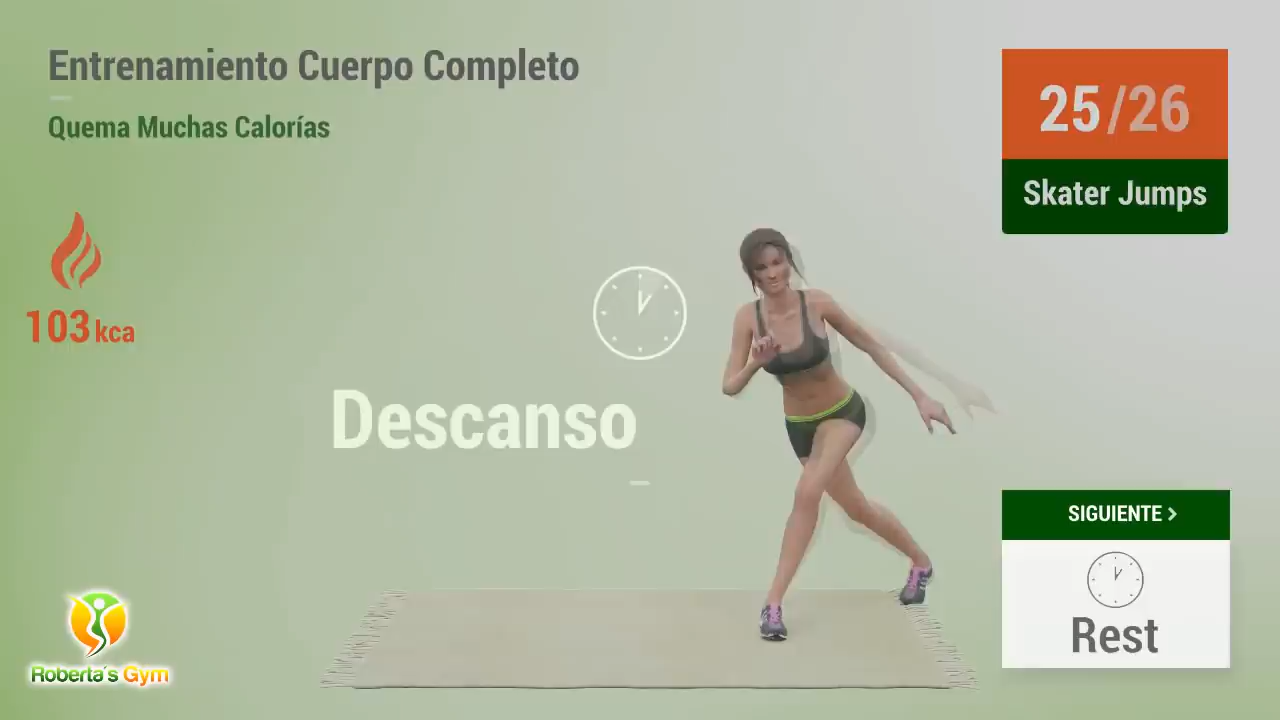 Entrenamiento Cuerpo Completo
Quema Muchas Calorías
25/26
Skater Jumps
103 kca
Descanso
SIGUIENTE >
Rest
Roberta's Gym